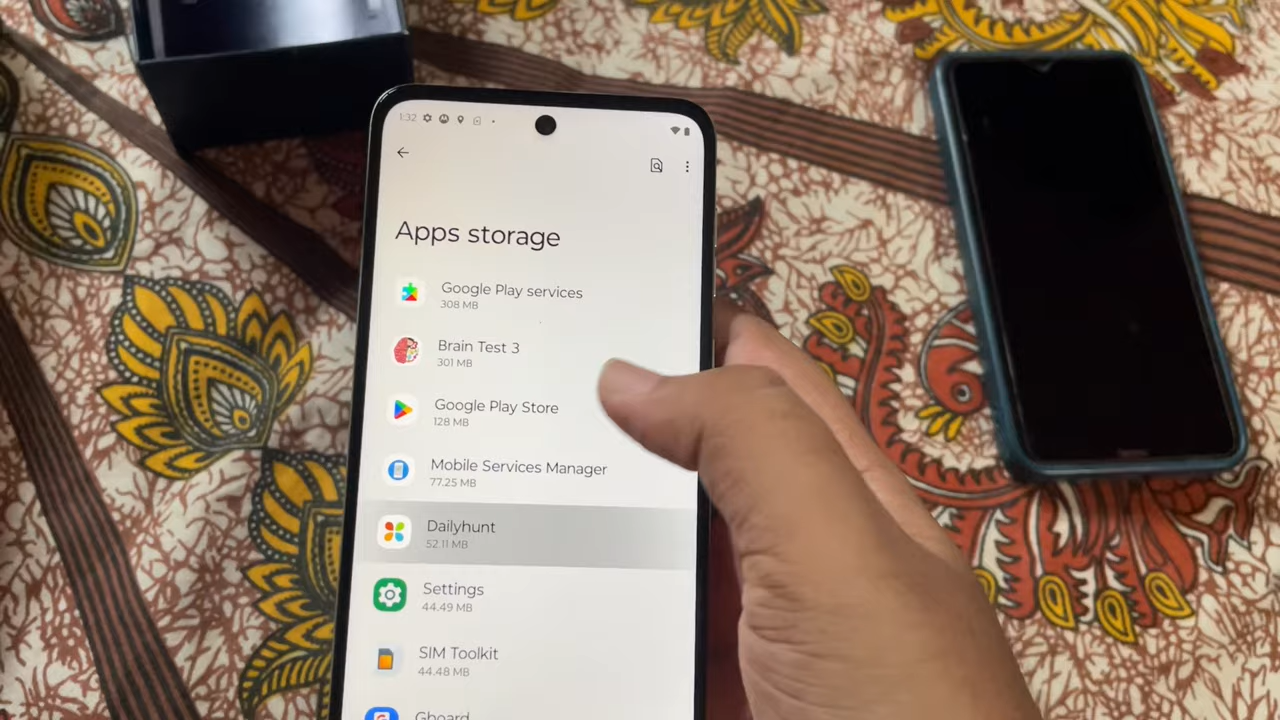 1:32
Apps storage
Google Play services
308 MB
Brain Test 3
301 MB
Google Play Store
128 MB
Mobile Services Manager
77.25 MB
Dailyhunt
52.11 MB
Settings
44.49 MB
SIM Toolkit
44.48 MB
Gboard